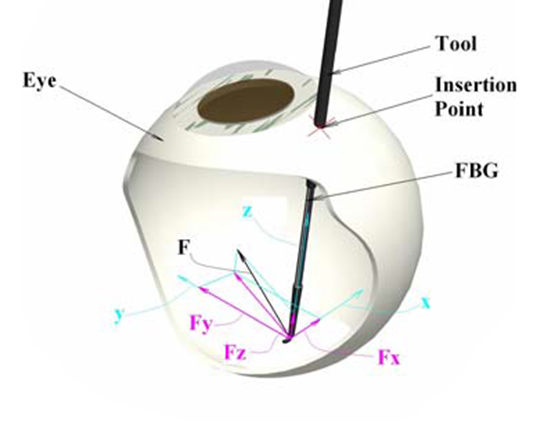 Tool
Eye
Insertion
Point
FBG
z
F
y
x
Fy
Fz
Fx